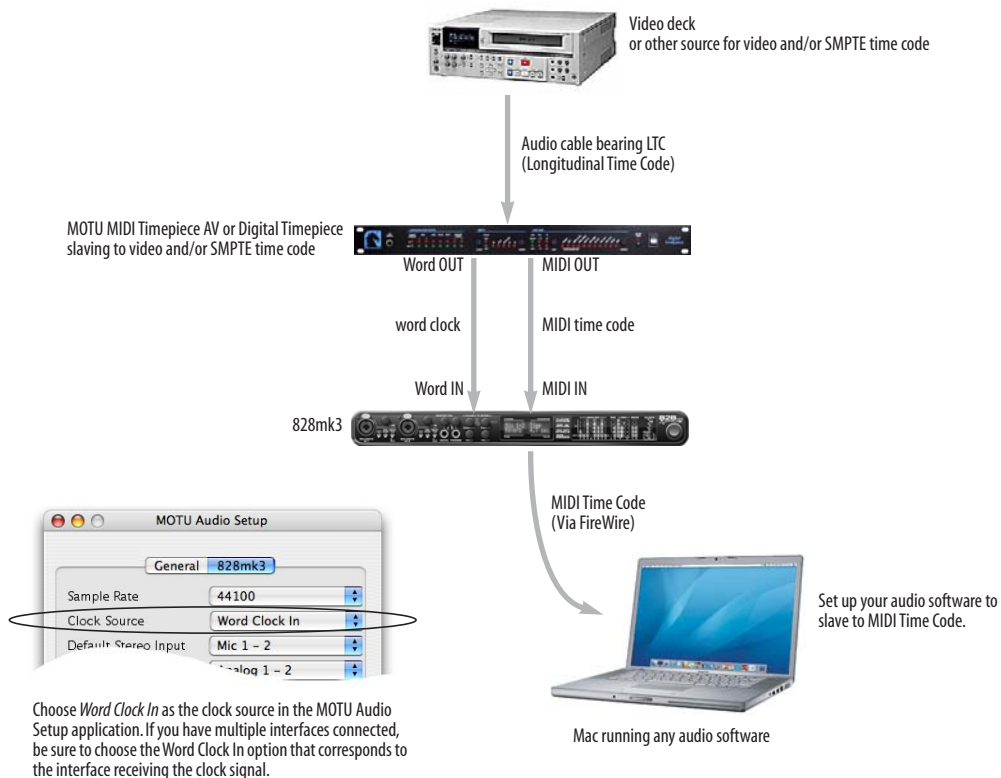 Video deck
or other source for video and/or SMPTE time code
Audio cable bearing LTC
(Longitudinal Time Code)
MOTU MIDI Timepiece AV or Digital Timepiece
slaving to video and/or SMPTE time code
Word OUT
MIDI OUT
word clock
MIDI time code
Word IN
MIDI IN
828mk3
MIDI Time Code
(Via FireWire)
MOTU Audio Setup
General 828mk3
Sample Rate 44100
Clock Source Word Clock In
Default Stereo Input Mic 1 - 2
1 - 2
Set up your audio software to
slave to MIDI Time Code.
Mac running any audio software
Choose Word Clock In as the clock source in the MOTU Audio
Setup application. If you have multiple interfaces connected,
be sure to choose the Word Clock In option that corresponds to
the interface receiving the clock signal.